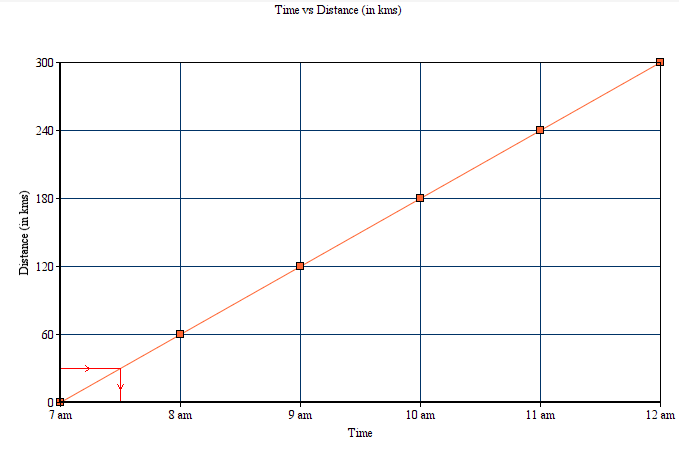 Time vs Distance (in kms)
300
240
180
120
60
0
Distance (in kms)
7 am 8 am 9 am 10 am 11 am 12 am
Time